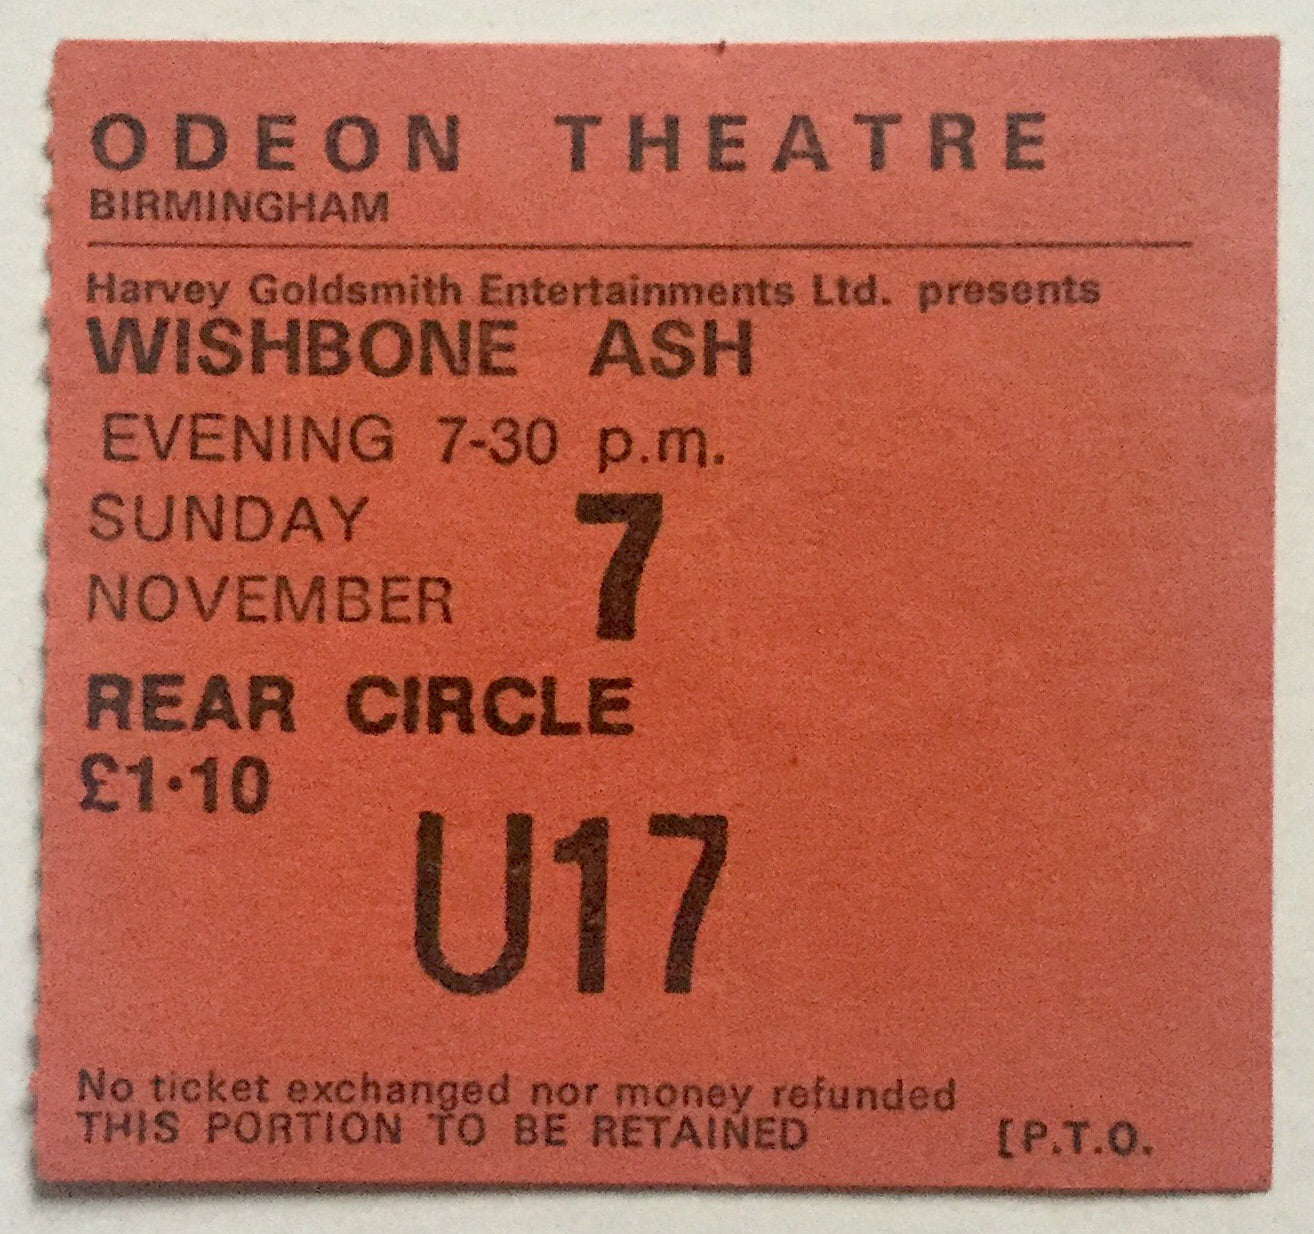 ODEON THEATRE
BIRMINGHAM
Harvey Goldsmith Entertainments Ltd. presents
WISHBONE ASH
EVENING 7-30 p.m.
SUNDAY 7
NOVEMBER
REAR CIRCLE
£1·10
U17
No ticket exchanged nor money refunded
THIS PORTION TO BE RETAINED [P.T.O.